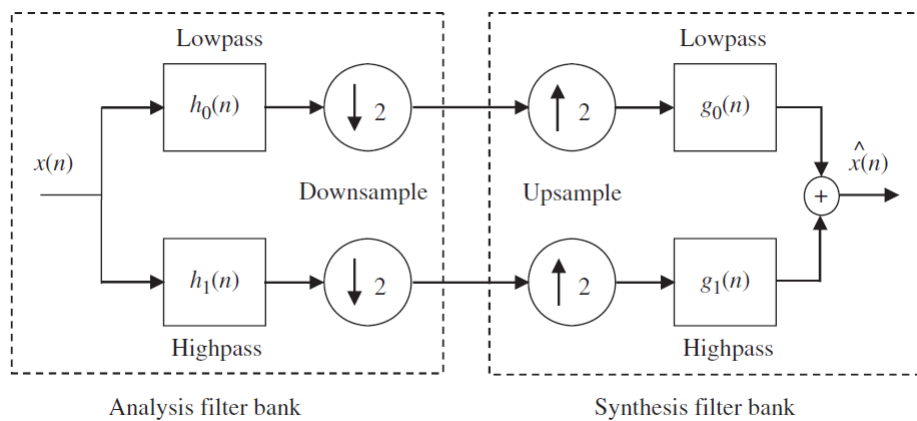 Lowpass
Lowpass
h0(n)
↓ 2
↑ 2
g0(n)
x(n)
x̂(n)
Downsample
Upsample
+
h1(n)
↓ 2
↑ 2
g1(n)
Highpass
Highpass
Analysis filter bank
Synthesis filter bank